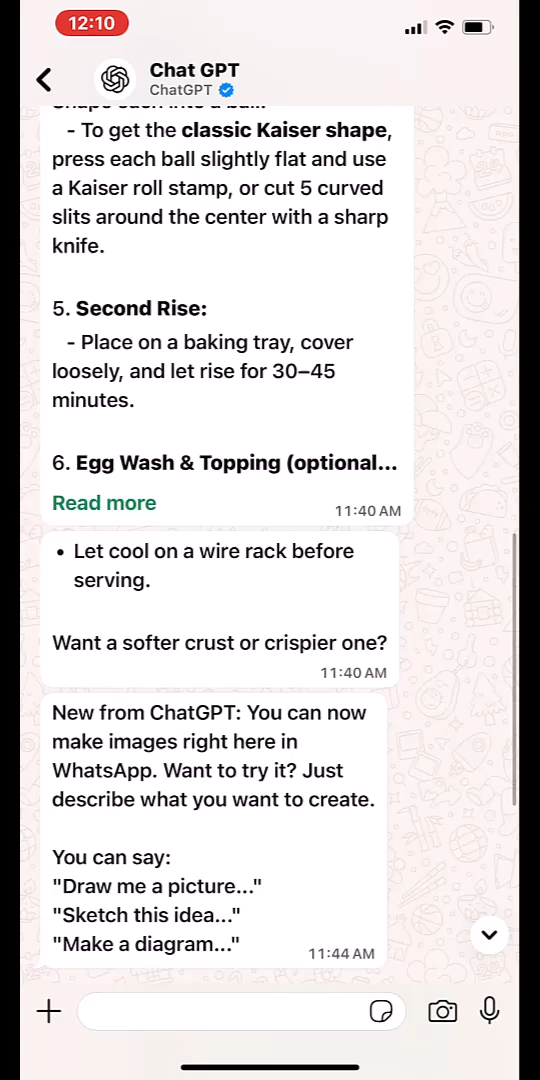 12:10
Chat GPT
ChatGPT
- To get the classic Kaiser shape,
press each ball slightly flat and use
a Kaiser roll stamp, or cut 5 curved
slits around the center with a sharp
knife.
5. Second Rise:
- Place on a baking tray, cover
loosely, and let rise for 30–45
minutes.
6. Egg Wash & Topping (optional...
Read more
11:40 AM
• Let cool on a wire rack before
serving.
Want a softer crust or crispier one?
11:40 AM
New from ChatGPT: You can now
make images right here in
WhatsApp. Want to try it? Just
describe what you want to create.
You can say:
"Draw me a picture..."
"Sketch this idea..."
"Make a diagram..."
11:44 AM